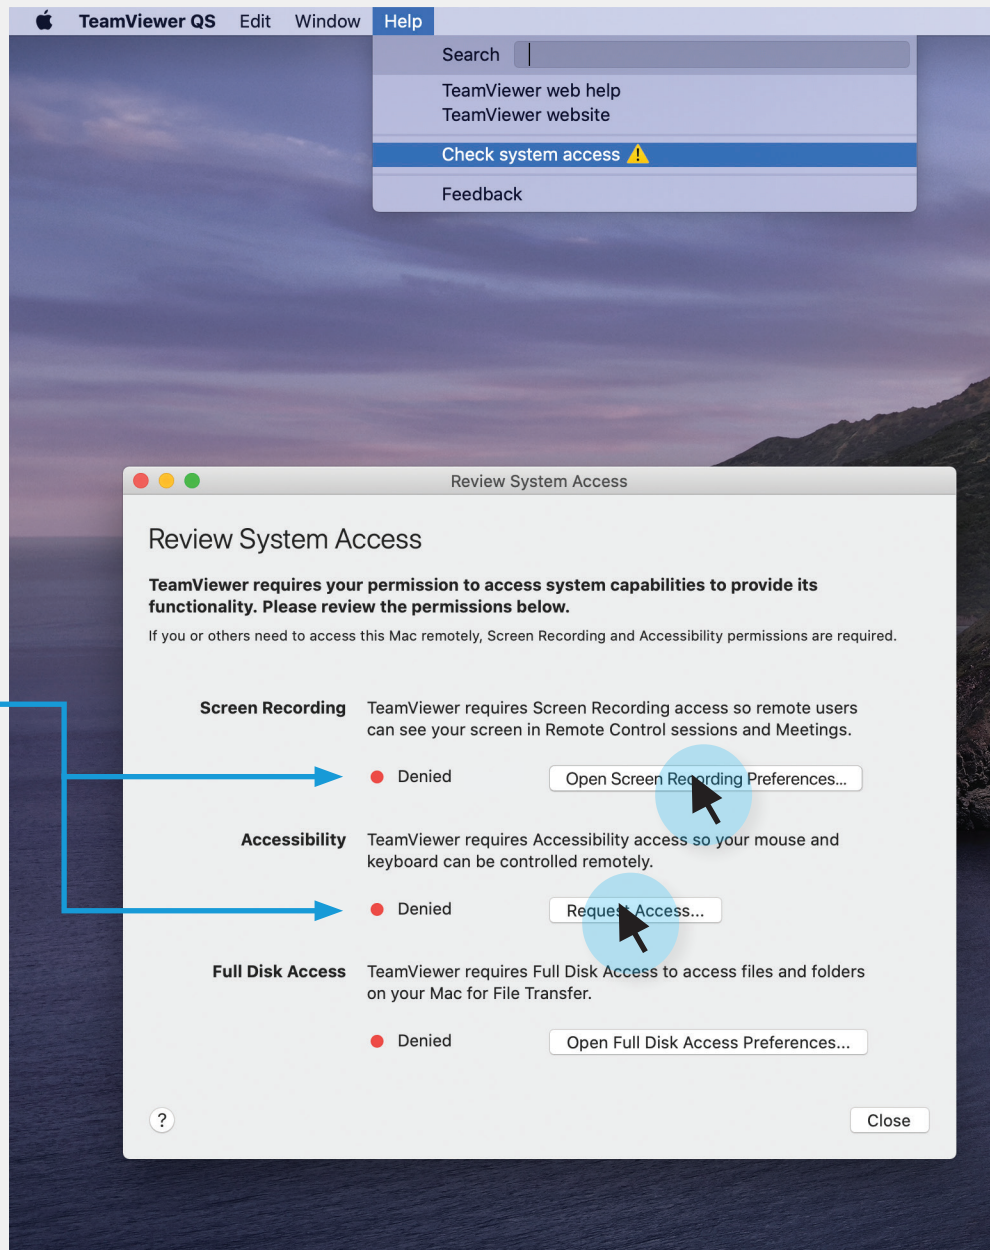 TeamViewer QS Edit Window Help
Search
TeamViewer web help
TeamViewer website
Check system access
Feedback
Review System Access
Review System Access
TeamViewer requires your permission to access system capabilities to provide its
functionality. Please review the permissions below.
If you or others need to access this Mac remotely, Screen Recording and Accessibility permissions are required.
Screen Recording TeamViewer requires Screen Recording access so remote users
can see your screen in Remote Control sessions and Meetings.
Denied Open Screen Recording Preferences...
Accessibility TeamViewer requires Accessibility access so your mouse and
keyboard can be controlled remotely.
Denied Request Access...
Full Disk Access TeamViewer requires Full Disk Access to access files and folders
on your Mac for File Transfer.
Denied Open Full Disk Access Preferences...
? Close